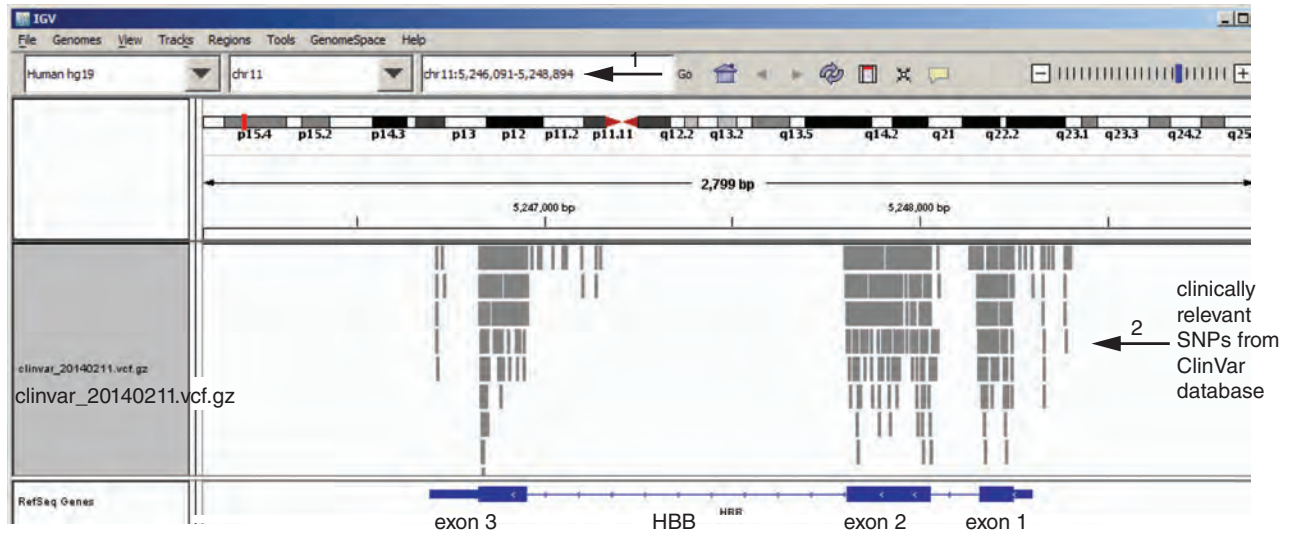 IGV
File Genomes View Tracks Regions Tools GenomeSpace Help
Human hg19 chr11 chr11:5,246,091-5,248,894 1 Go
p15.4 p15.2 p14.3 p13 p12 p11.2 p11.11 q12.2 q13.2 q13.5 q14.2 q21 q22.2 q23.1 q23.3 q24.2 q25
2,799 bp
5,247,000 bp 5,248,000 bp
clinically
relevant
2 SNPs from
ClinVar
database
clinvar_20140211.vcf.gz
clinvar_20140211.vcf.gz
RefSeq Genes
HBB
exon 3 HBB exon 2 exon 1